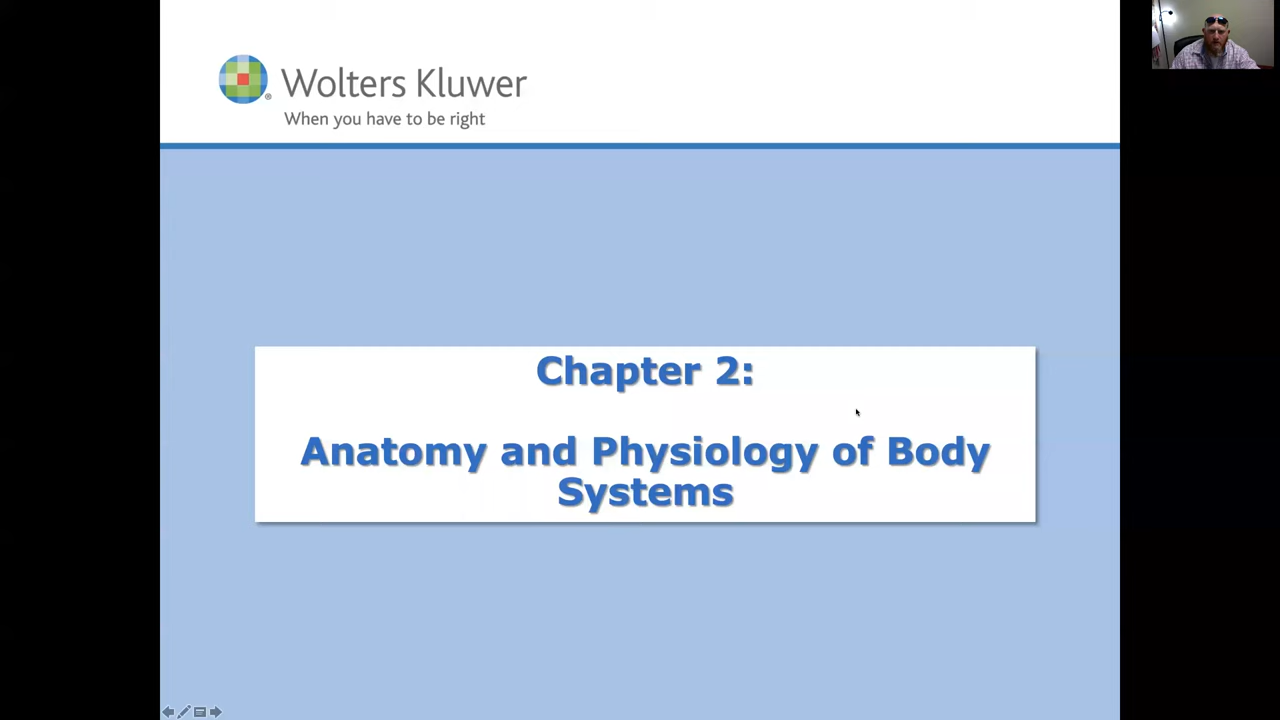 Wolters Kluwer
When you have to be right
Chapter 2:
Anatomy and Physiology of Body
Systems